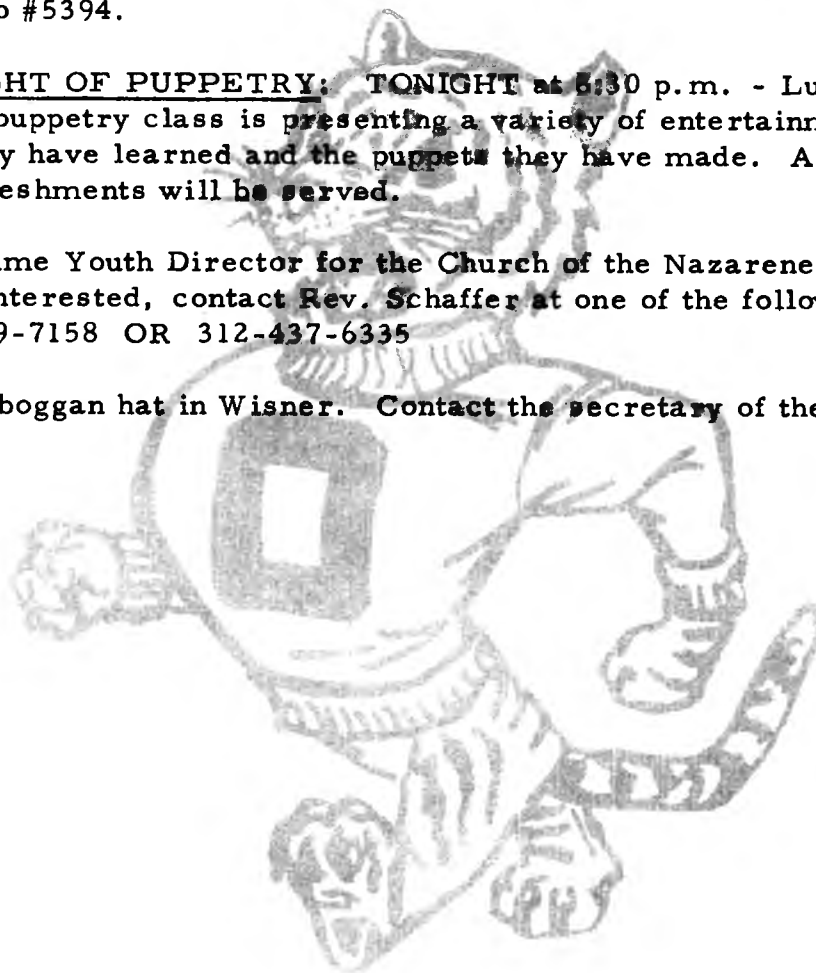 o #5394.
GHT OF PUPPETRY: TONIGHT at :30 p.m. - Lu
puppetry class is presenting a variety of entertainn
y have learned and the puppets they have made. A
eshments will be served.
ame Youth Director for the Church of the Nazarene
nterested, contact Rev. Schaffer at one of the follo
9-7158 OR 312-437-6335
boggan hat in Wisner. Contact the secretary of the
O